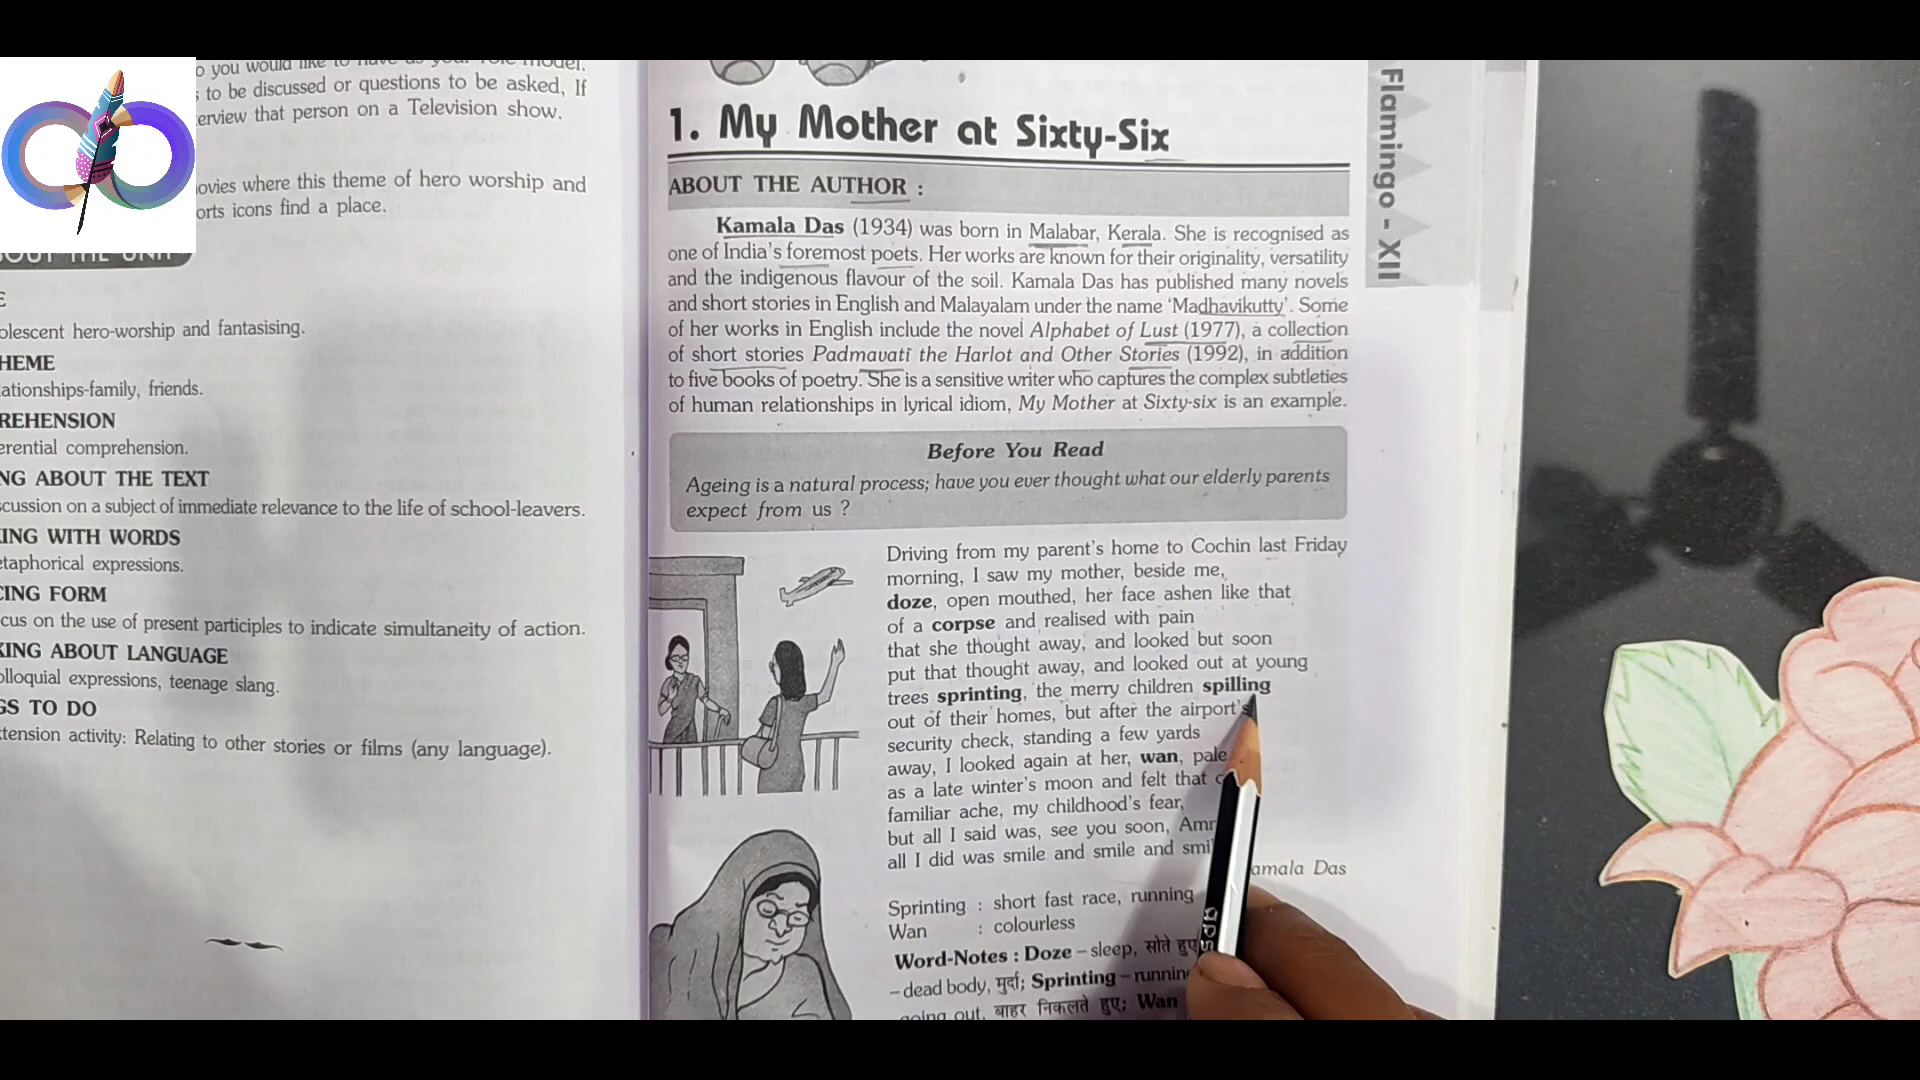 o you would like to have as your role model.
s to be discussed or questions to be asked, If
erview that person on a Television show.
ovies where this theme of hero worship and
orts icons find a place.
OUT THE UNIT
E
olescent hero-worship and fantasising.
HEME
lationships-family, friends.
REHENSION
erential comprehension.
NG ABOUT THE TEXT
scussion on a subject of immediate relevance to the life of school-leavers.
KING WITH WORDS
etaphorical expressions.
CING FORM
cus on the use of present participles to indicate simultaneity of action.
KING ABOUT LANGUAGE
olloquial expressions, teenage slang.
GS TO DO
xtension activity: Relating to other stories or films (any language).
1. My Mother at Sixty-Six
ABOUT THE AUTHOR :
Kamala Das (1934) was born in Malabar, Kerala. She is recognised as
one of India's foremost poets. Her works are known for their originality, versatility
and the indigenous flavour of the soil. Kamala Das has published many novels
and short stories in English and Malayalam under the name 'Madhavikutty'. Some
of her works in English include the novel Alphabet of Lust (1977), a collection
of short stories Padmavati the Harlot and Other Stories (1992), in addition
to five books of poetry. She is a sensitive writer who captures the complex subtleties
of human relationships in lyrical idiom, My Mother at Sixty-six is an example.
Before You Read
Ageing is a natural process; have you ever thought what our elderly parents
expect from us ?
Driving from my parent's home to Cochin last Friday
morning, I saw my mother, beside me,
doze, open mouthed, her face ashen like that
of a corpse and realised with pain
that she thought away, and looked but soon
put that thought away, and looked out at young
trees sprinting, the merry children spilling
out of their homes, but after the airport's
security check, standing a few yards
away, I looked again at her, wan, pale
as a late winter's moon and felt that
familiar ache, my childhood's fear,
but all I said was, see you soon, Am
all I did was smile and smile and smi
amala Das
Sprinting : short fast race, running
Wan : colourless
Word-Notes : Doze – sleep, सोते हुए
– dead body, मुर्दा; Sprinting – runnin
going out, बाहर निकलते हुए; Wan
Flamingo - XII